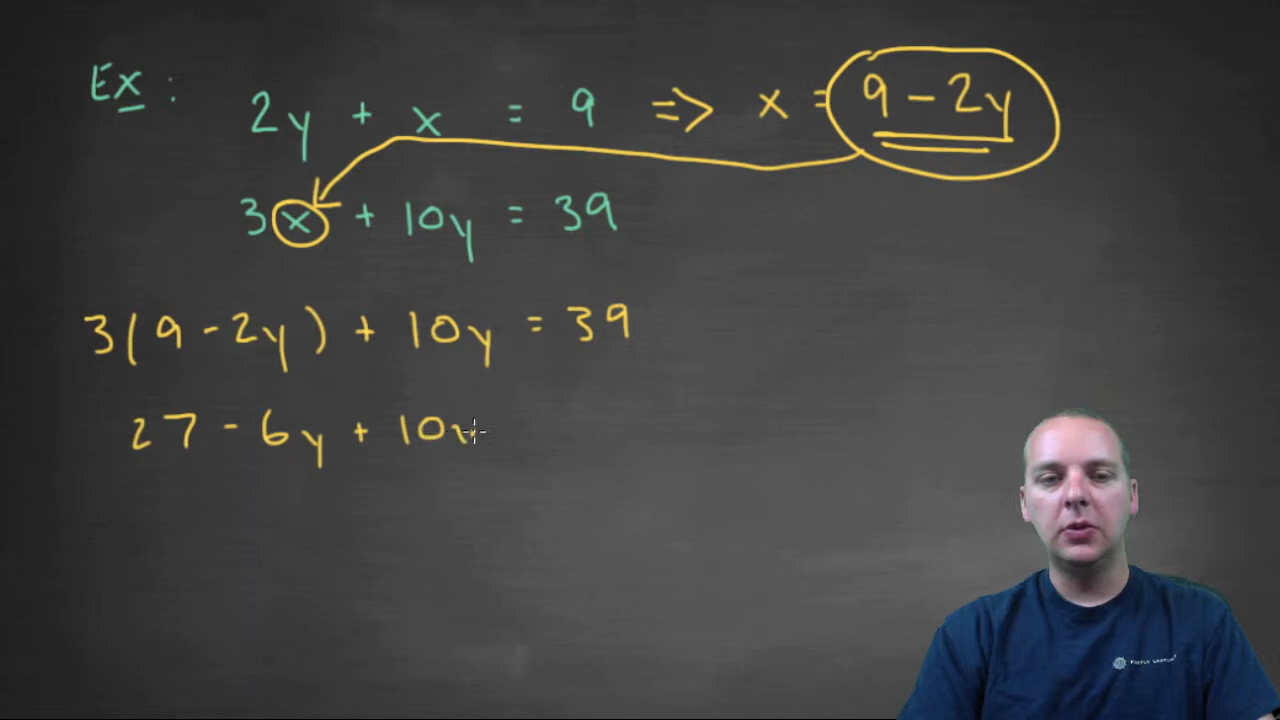 Ex: 2y + x = 9 => x = 9 - 2y
3x + 10y = 39
3(9 - 2y) + 10y = 39
27 - 6y + 10y